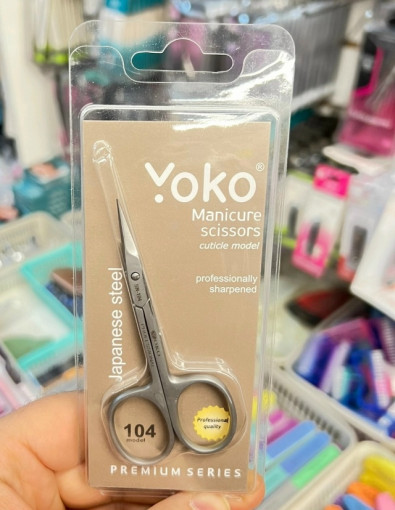 Yoko®
Manicure
scissors
cuticle model
professionally
sharpened
Japanese steel
104
model
Professional
quality
PREMIUM SERIES